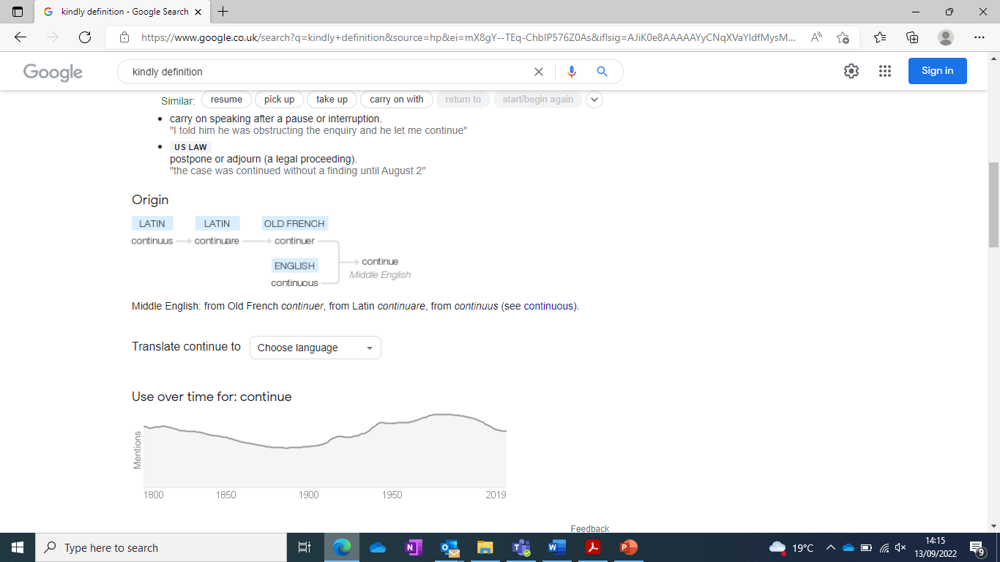 kindly definition - Google Search
https://www.google.co.uk/search?q=kindly+definition&source=hp&ei=mX8gY--TEq-ChbIP576Z0As&iflsig=AJiK0e8AAAAAYyCNqXVaYldfMysM...
Google
kindly definition
Sign in
Similar: resume pick up take up carry on with return to start/begin again
• carry on speaking after a pause or interruption.
"I told him he was obstructing the enquiry and he let me continue"
• US LAW
postpone or adjourn (a legal proceeding).
"the case was continued without a finding until August 2"
Origin
LATIN LATIN OLD FRENCH
continuus continuare continuer
ENGLISH continue
continuous Middle English
Middle English: from Old French continuer, from Latin continuare, from continuus (see continuous).
Translate continue to Choose language
Use over time for: continue
Mentions
1800 1850 1900 1950 2019
Feedback
Type here to search
19°C
14:15
13/09/2022
9